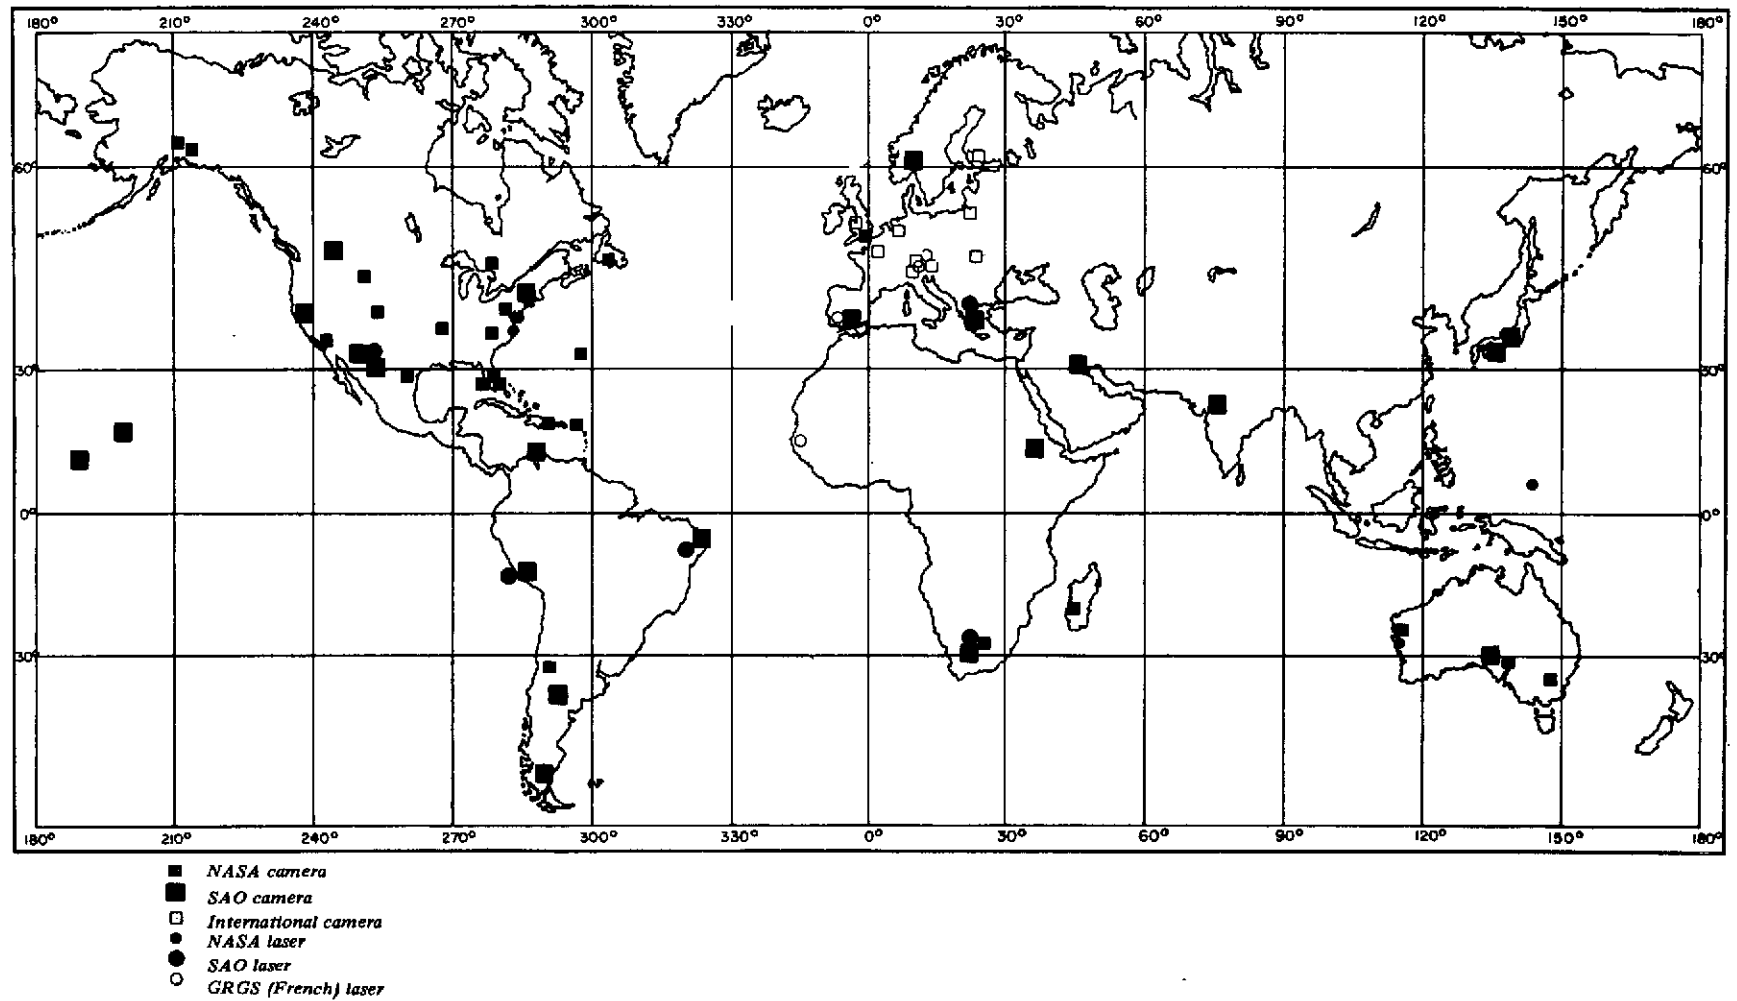 180° 210° 240° 270° 300° 330° 0° 30° 60° 90° 120° 150° 180°
60° 60°
30° 30°
0° 0°
30° 30°
180° 210° 240° 270° 300° 330° 0° 30° 60° 90° 120° 150° 180°
NASA camera
SAO camera
International camera
NASA laser
SAO laser
GRGS (French) laser